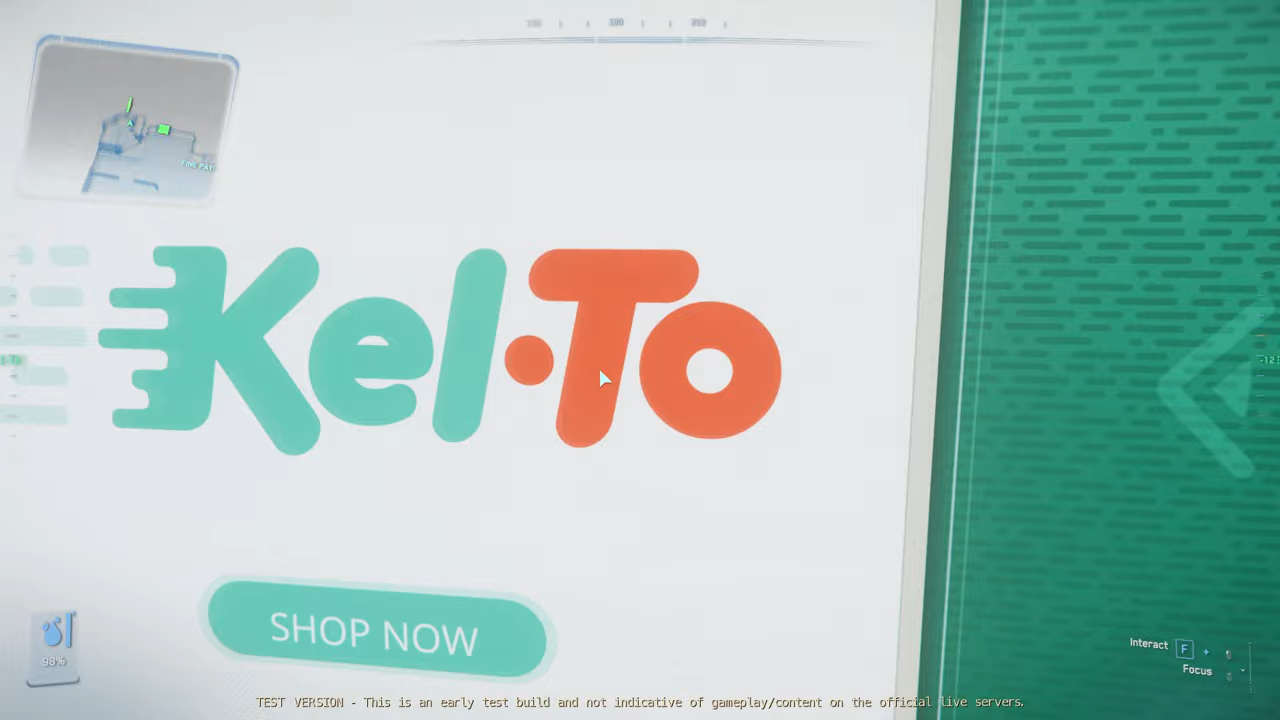 Kel·To
SHOP NOW
98%
Interact F +
Focus
TEST VERSION - This is an early test build and not indicative of gameplay/content on the official live servers.